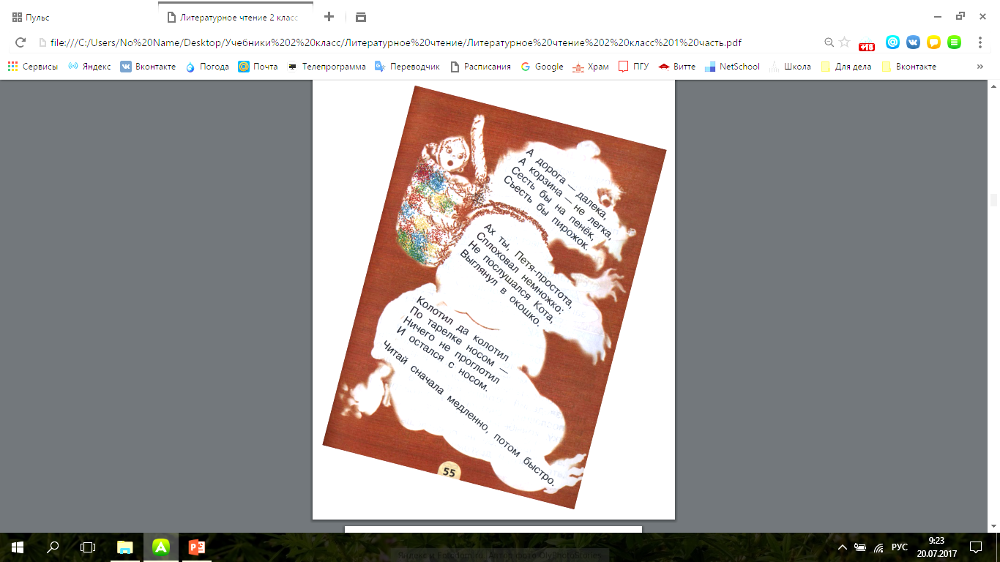 Пульс
Литературное чтение 2 класс
file:///C:/Users/No%20Name/Desktop/Учебники%202%20класс/Литературное%20чтение/Литературное%20чтение%202%20класс%201%20часть.pdf
+18
Сервисы Яндекс Вконтакте Погода Почта Телепрограмма Переводчик Расписания Google Храм ПГУ Витте NetSchool Школа Для дела Вконтакте »
А дорога — далека,
А корзина — не легка,
Сесть бы на пенёк,
Съесть бы пирожок.
Ах ты, Петя-простота,
Сплоховал немножко:
Не послушался Кота,
Выглянул в окошко.
Колотил да колотил
По тарелке носом —
Ничего не проглотил
И остался с носом.
Читай сначала медленно, потом быстро.
55
РУС
9:23
20.07.2017